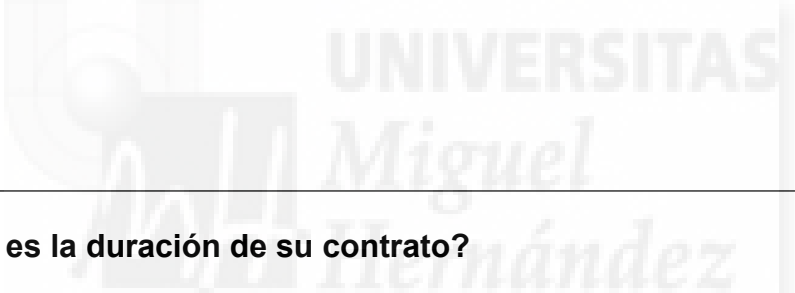 UNIVERSITAS
Miguel
es la duración de su contrato?
Hernández